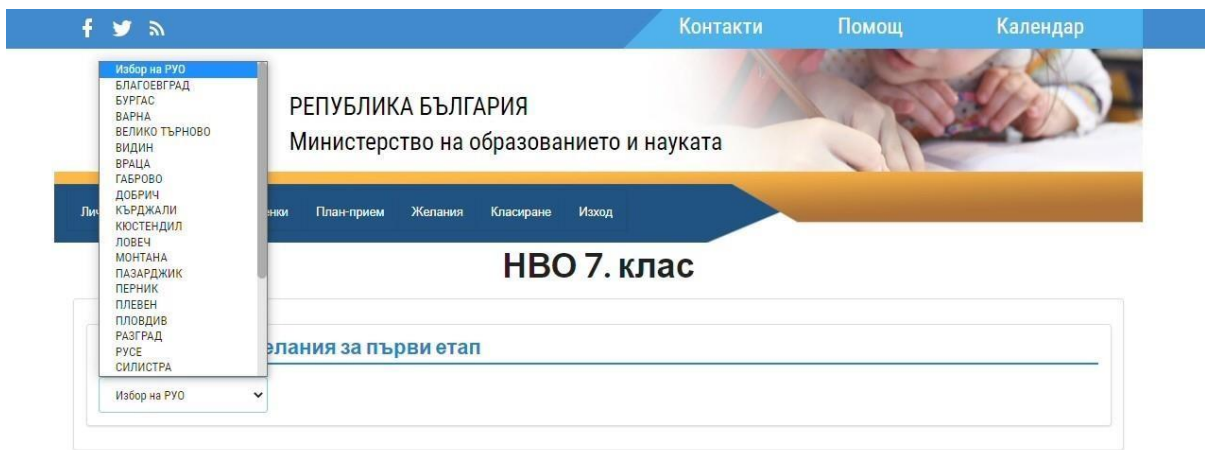 Контакти Помощ Календар
РЕПУБЛИКА БЪЛГАРИЯ
Министерство на образованието и науката
План-прием Желания Класиране Изход
НВО 7. клас
Избор на РУО
БЛАГОЕВГРАД
БУРГАС
ВАРНА
ВЕЛИКО ТЪРНОВО
ВИДИН
ВРАЦА
ГАБРОВО
ДОБРИЧ
КЪРДЖАЛИ
КЮСТЕНДИЛ
ЛОВЕЧ
МОНТАНА
ПАЗАРДЖИК
ПЕРНИК
ПЛЕВЕН
ПЛОВДИВ
РАЗГРАД
РУСЕ
СИЛИСТРА
за първи етап
Избор на РУО